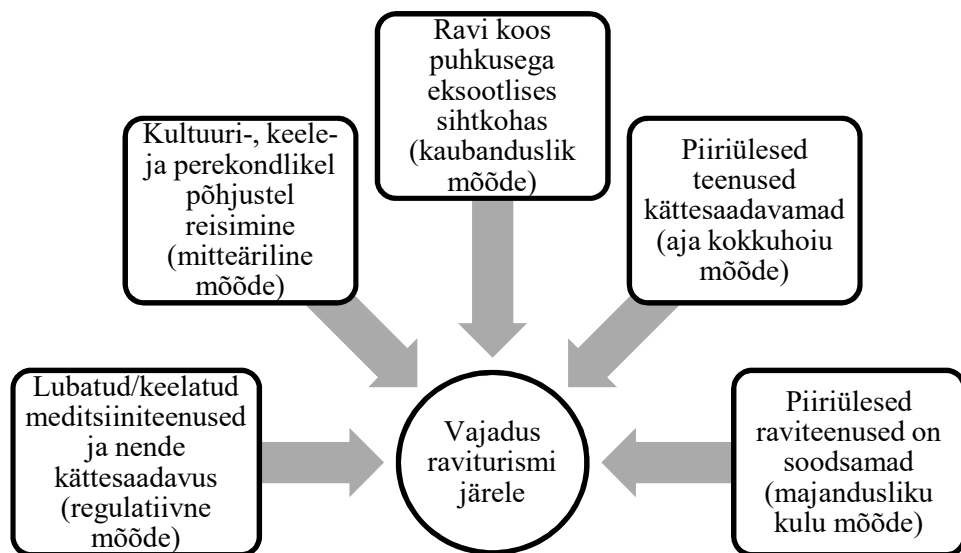 Ravi koos
puhkusega
eksootlises
sihtkohas
(kaubanduslik
mõõde)
Kultuuri-, keele-
ja perekondlikel
põhjustel
reisimine
(mitteäriline
mõõde)
Piiriülesed
teenused
kättesaadavamad
(aja kokkuhoiu
mõõde)
Lubatud/keelatud
meditsiiniteenused
ja nende
kättesaadavus
(regulatiivne
mõõde)
Vajadus
raviturismi
järele
Piiriülesed
raviteenused on
soodsamad
(majandusliku
kulu mõõde)